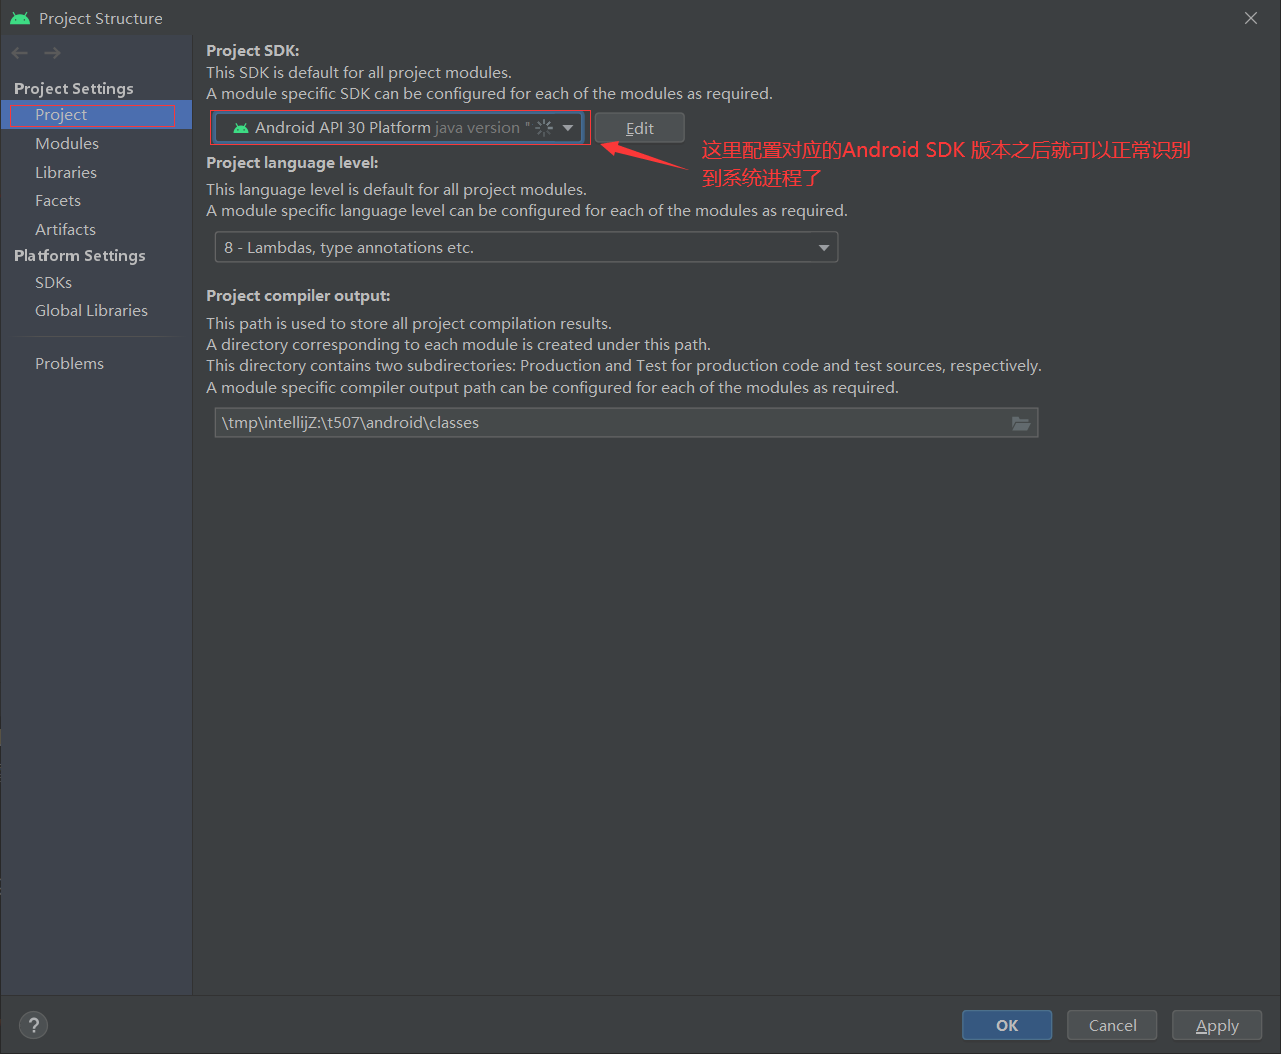 Project Structure
Project Settings
Project
Modules
Libraries
Facets
Artifacts
Platform Settings
SDKs
Global Libraries
Problems
Project SDK:
This SDK is default for all project modules.
A module specific SDK can be configured for each of the modules as required.
Android API 30 Platform java version "
Edit
这里配置对应的Android SDK 版本之后就可以正常识别
到系统进程了
Project language level:
This language level is default for all project modules.
A module specific language level can be configured for each of the modules as required.
8 - Lambdas, type annotations etc.
Project compiler output:
This path is used to store all project compilation results.
A directory corresponding to each module is created under this path.
This directory contains two subdirectories: Production and Test for production code and test sources, respectively.
A module specific compiler output path can be configured for each of the modules as required.
\tmp\intellijZ:\t507\android\classes
?
OK
Cancel
Apply